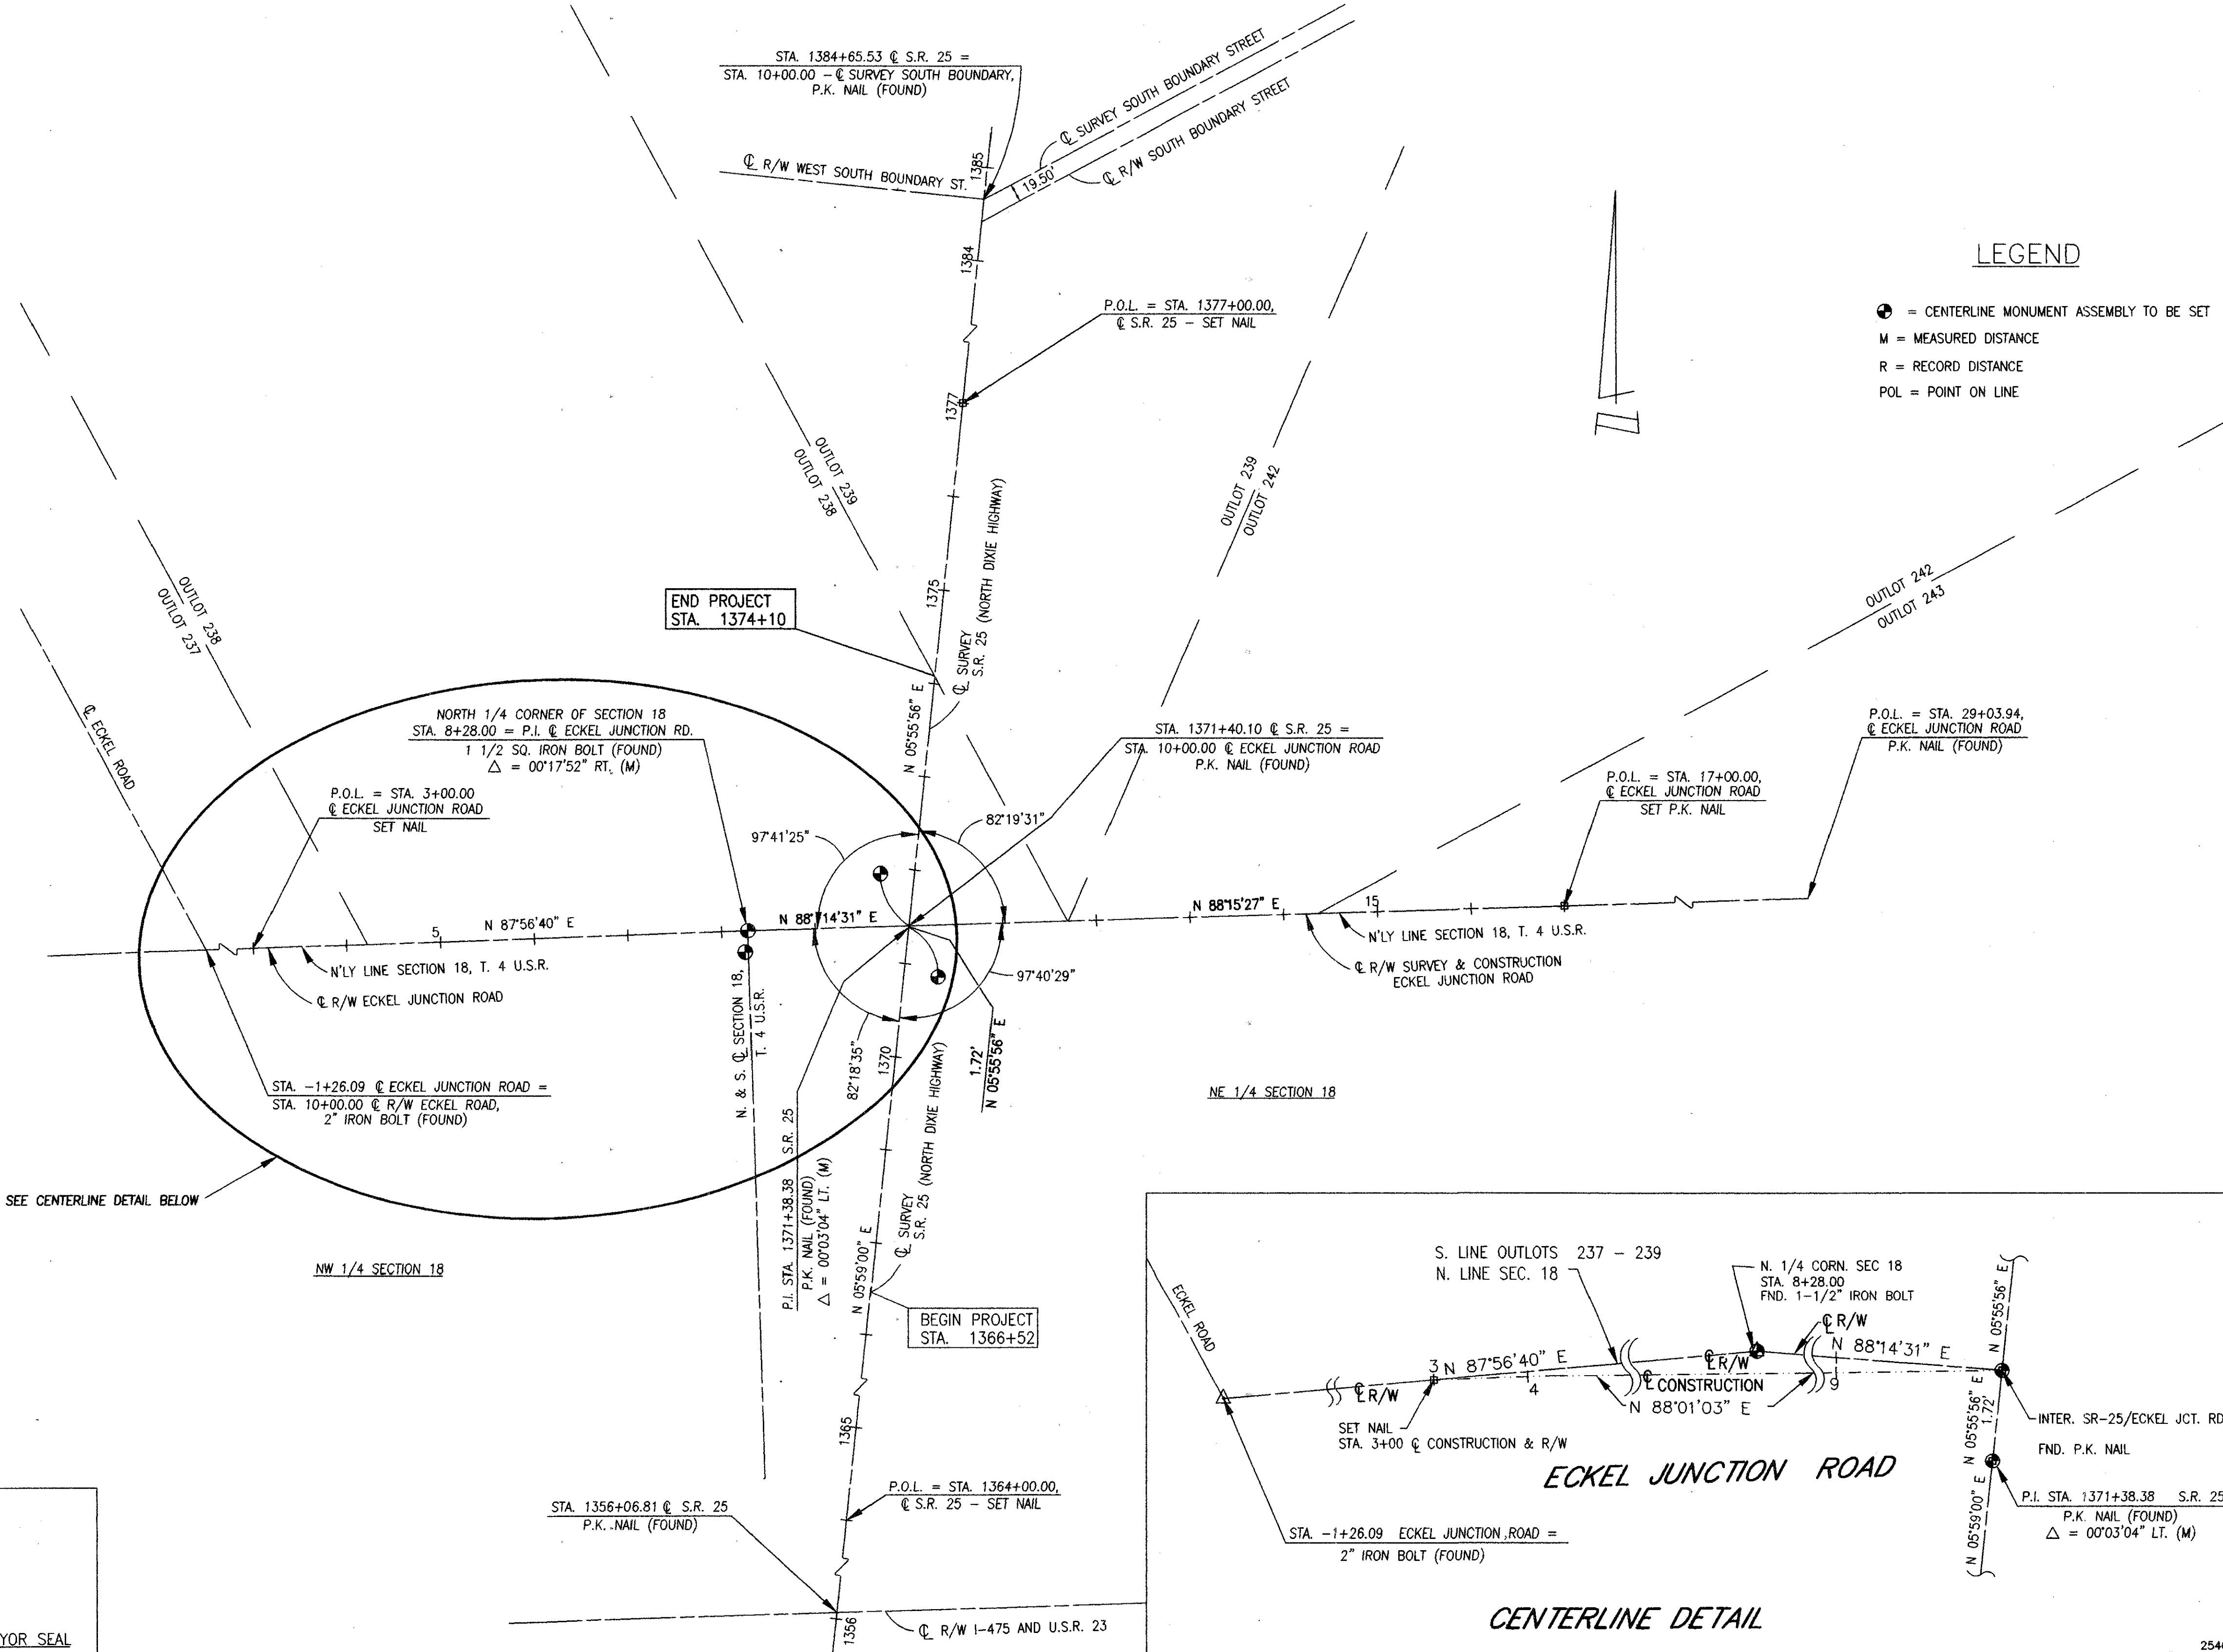 STA. 1384+65.53 ℄ S.R. 25 =
STA. 10+00.00 - ℄ SURVEY SOUTH BOUNDARY,
P.K. NAIL (FOUND)
℄ SURVEY SOUTH BOUNDARY STREET
℄ R/W SOUTH BOUNDARY STREET
19.50'
℄ R/W WEST SOUTH BOUNDARY ST.
1385
1384
LEGEND
= CENTERLINE MONUMENT ASSEMBLY TO BE SET
M = MEASURED DISTANCE
R = RECORD DISTANCE
POL = POINT ON LINE
P.O.L. = STA. 1377+00.00,
℄ S.R. 25 - SET NAIL
1377
OUTLOT 239
OUTLOT 238
OUTLOT 239
OUTLOT 242
OUTLOT 238
OUTLOT 237
OUTLOT 242
OUTLOT 243
END PROJECT
STA. 1374+10
1375
℄ SURVEY
S.R. 25 (NORTH DIXIE HIGHWAY)
N 05°55'56" E
℄ ECKEL ROAD
NORTH 1/4 CORNER OF SECTION 18
STA. 8+28.00 = P.I. ℄ ECKEL JUNCTION RD.
1 1/2 SQ. IRON BOLT (FOUND)
△ = 00°17'52" RT. (M)
P.O.L. = STA. 3+00.00
℄ ECKEL JUNCTION ROAD
SET NAIL
STA. 1371+40.10 ℄ S.R. 25 =
STA. 10+00.00 ℄ ECKEL JUNCTION ROAD
P.K. NAIL (FOUND)
P.O.L. = STA. 29+03.94,
℄ ECKEL JUNCTION ROAD
P.K. NAIL (FOUND)
P.O.L. = STA. 17+00.00,
℄ ECKEL JUNCTION ROAD
SET P.K. NAIL
97°41'25"
82°19'31"
5
N 87°56'40" E
N 88°14'31" E
N 88°15'27" E
15
N'LY LINE SECTION 18, T. 4 U.S.R.
℄ R/W ECKEL JUNCTION ROAD
N'LY LINE SECTION 18, T. 4 U.S.R.
℄ R/W SURVEY & CONSTRUCTION
ECKEL JUNCTION ROAD
97°40'29"
82°18'35"
1370
N. & S. ℄ SECTION 18,
T. 4 U.S.R.
1.72'
N 05°55'56" E
STA. -1+26.09 ℄ ECKEL JUNCTION ROAD =
STA. 10+00.00 ℄ R/W ECKEL ROAD,
2" IRON BOLT (FOUND)
NE 1/4 SECTION 18
SEE CENTERLINE DETAIL BELOW
NW 1/4 SECTION 18
P.I. STA. 1371+38.38 S.R. 25
P.K. NAIL (FOUND)
△ = 00°03'04" LT. (M)
℄ SURVEY
S.R. 25 (NORTH DIXIE HIGHWAY)
N 05°59'00" E
BEGIN PROJECT
STA. 1366+52
1365
P.O.L. = STA. 1364+00.00,
℄ S.R. 25 - SET NAIL
STA. 1356+06.81 ℄ S.R. 25
P.K. NAIL (FOUND)
1356
℄ R/W I-475 AND U.S.R. 23
YOR SEAL
S. LINE OUTLOTS 237 - 239
N. LINE SEC. 18
N. 1/4 CORN. SEC 18
STA. 8+28.00
FND. 1-1/2" IRON BOLT
℄ R/W
ECKEL ROAD
N 05°55'56" E
3
N 87°56'40" E
℄ R/W
N 88°14'31" E
℄ R/W
4
℄ CONSTRUCTION
9
N 88°01'03" E
SET NAIL
STA. 3+00 ℄ CONSTRUCTION & R/W
N 05°55'56" E
1.72'
INTER. SR-25/ECKEL JCT. RD
FND. P.K. NAIL
ECKEL JUNCTION ROAD
N 05°59'00" E
P.I. STA. 1371+38.38 S.R. 25
P.K. NAIL (FOUND)
△ = 00°03'04" LT. (M)
STA. -1+26.09 ECKEL JUNCTION ROAD =
2" IRON BOLT (FOUND)
CENTERLINE DETAIL